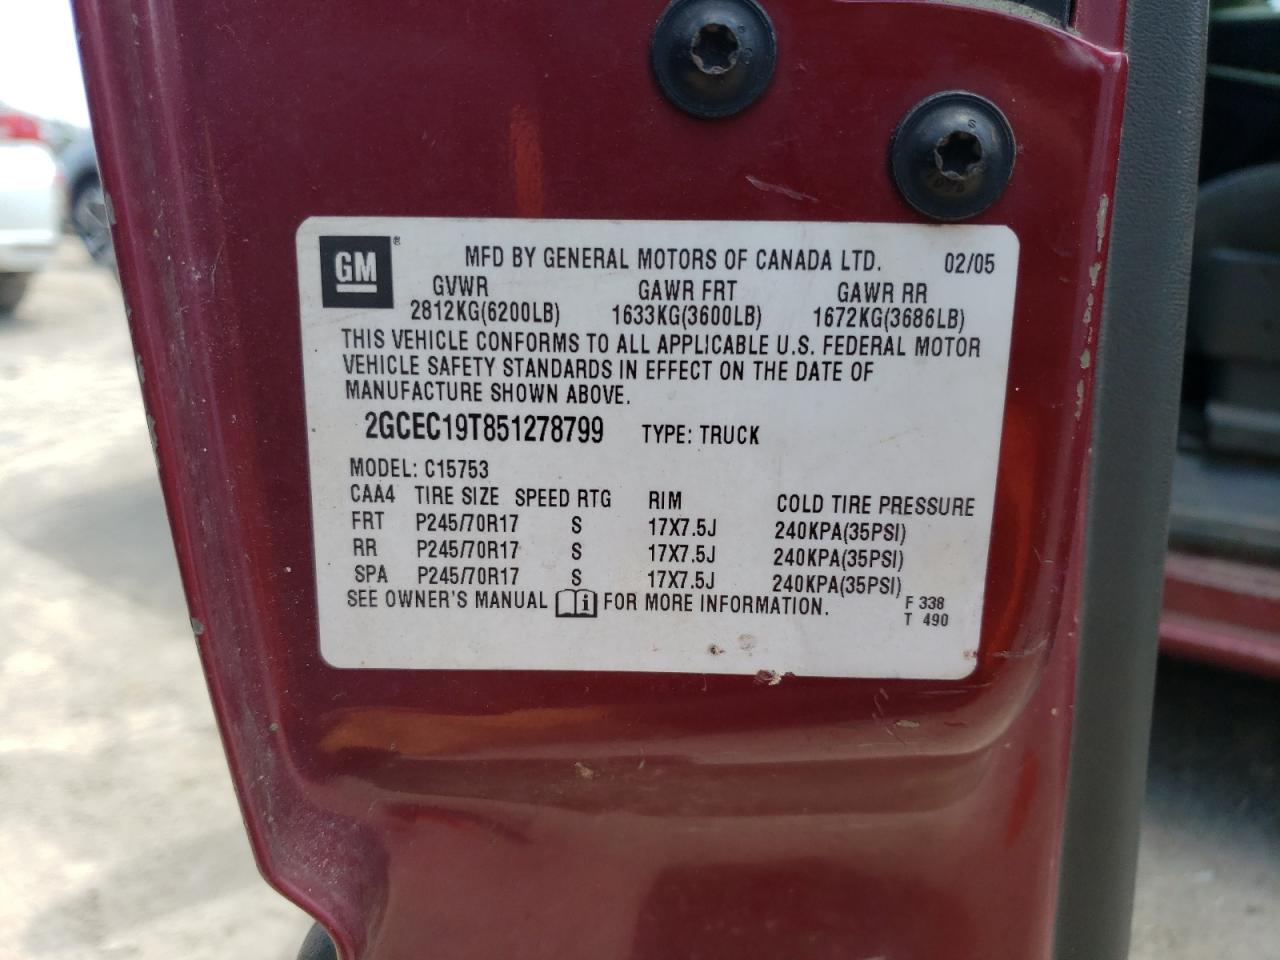 GM® MFD BY GENERAL MOTORS OF CANADA LTD. 02/05
GVWR GAWR FRT GAWR RR
2812KG(6200LB) 1633KG(3600LB) 1672KG(3686LB)
THIS VEHICLE CONFORMS TO ALL APPLICABLE U.S. FEDERAL MOTOR
VEHICLE SAFETY STANDARDS IN EFFECT ON THE DATE OF
MANUFACTURE SHOWN ABOVE.
2GCEC19T851278799 TYPE: TRUCK
MODEL: C15753
CAA4 TIRE SIZE SPEED RTG RIM COLD TIRE PRESSURE
FRT P245/70R17 S 17X7.5J 240KPA(35PSI)
RR P245/70R17 S 17X7.5J 240KPA(35PSI)
SPA P245/70R17 S 17X7.5J 240KPA(35PSI)
SEE OWNER'S MANUAL i FOR MORE INFORMATION. F 338
T 490